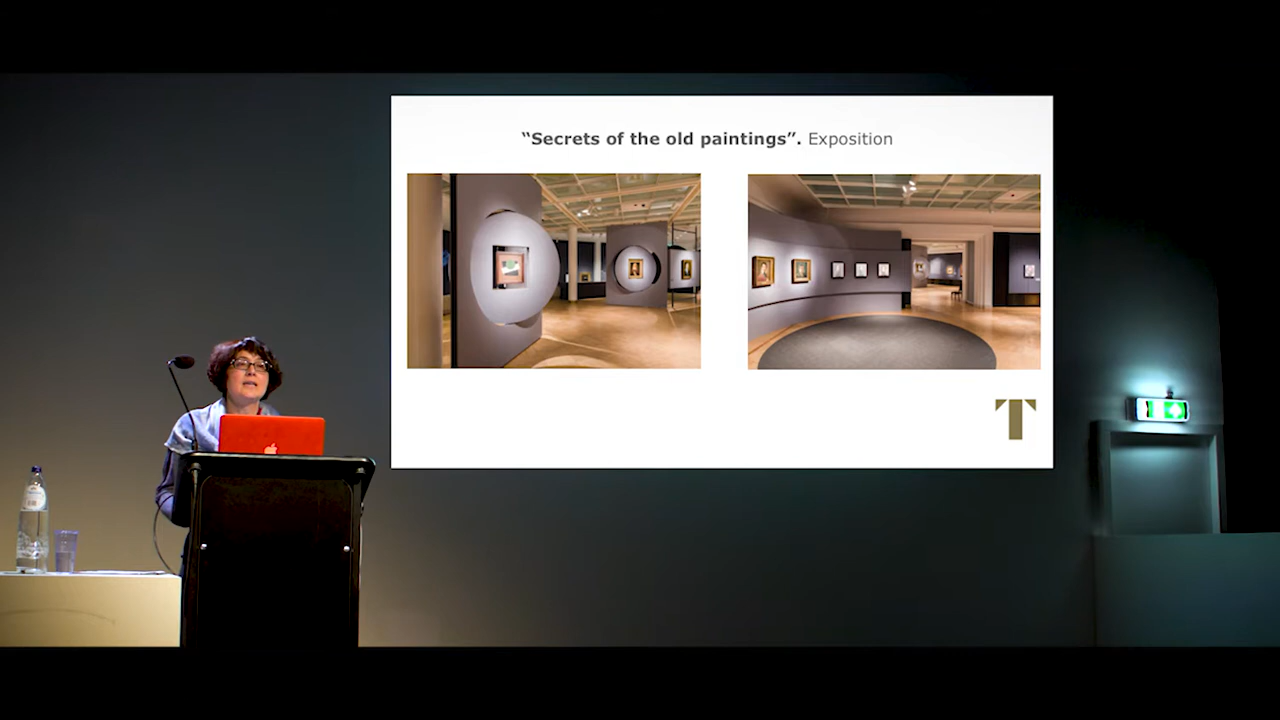 “Secrets of the old paintings”. Exposition
T